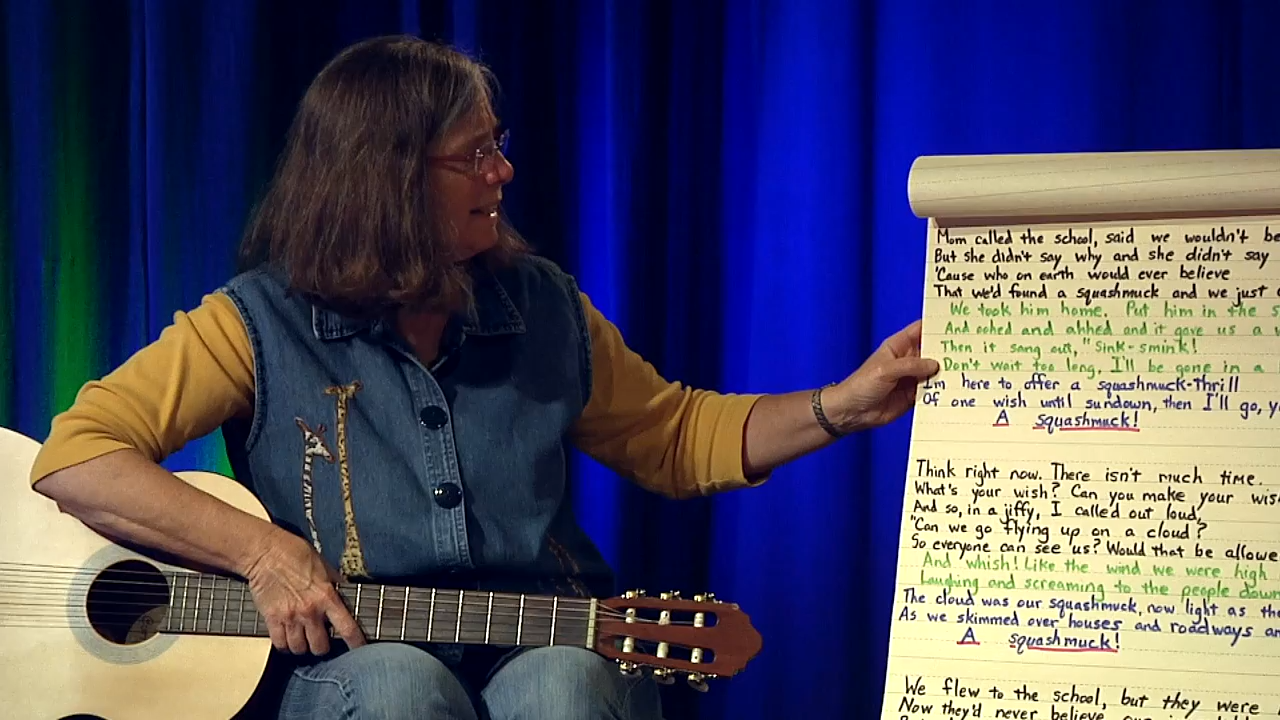 Mom called the school, said we wouldn't be
But she didn't say why and she didn't say
'Cause who on earth would ever believe
That we'd found a squashmuck and we just
We took him home. Put him in the s
And oohed and ahhed and it gave us a
Then it sang out, "Sink-smink!
Don't wait too long, I'll be gone in a
I'm here to offer a squashmuck-thrill
Of one wish until sundown, then I'll go, y
A squashmuck!
Think right now. There isn't much time.
What's your wish? Can you make your wis
And so, in a jiffy, I called out loud,
"Can we go flying up on a cloud?
So everyone can see us? Would that be allowe
And whish! Like the wind we were high
Laughing and screaming to the people down
The cloud was our squashmuck, now light as the
As we skimmed over houses and roadways an
A squashmuck!
We flew to the school, but they were
Now they'd never believe our